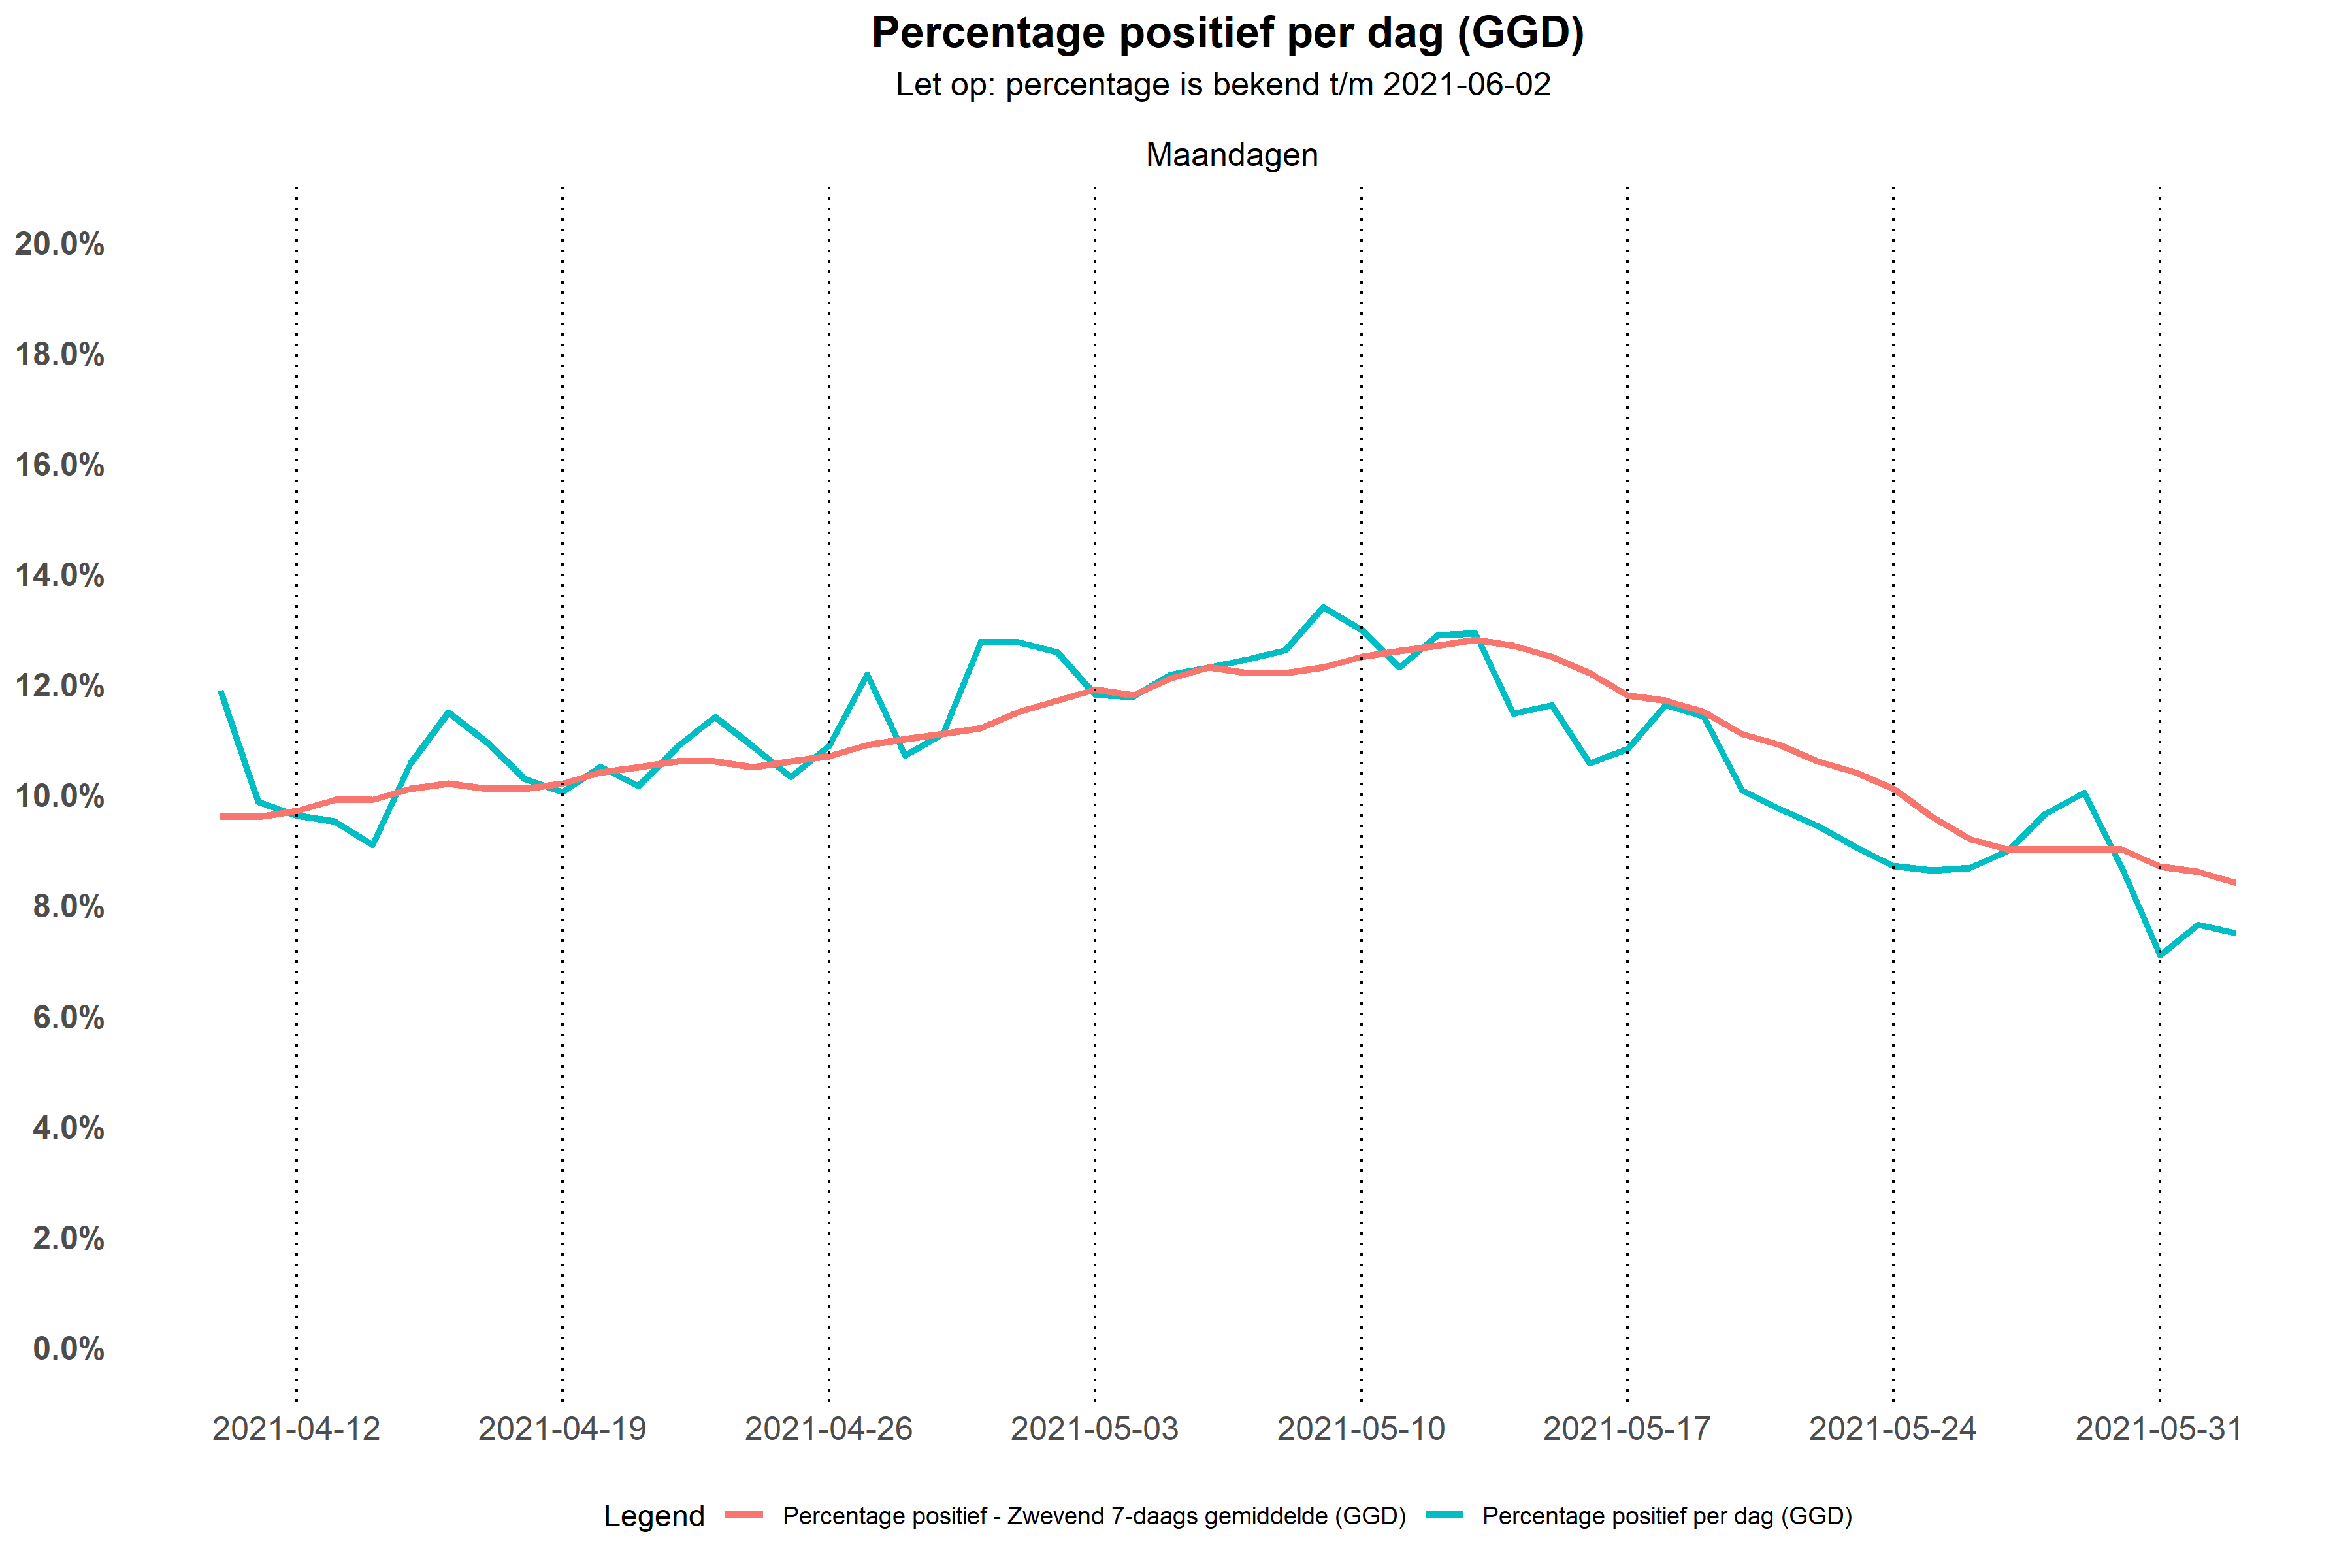 Percentage positief per dag (GGD)
Let op: percentage is bekend t/m 2021-06-02
Maandagen
20.0%
18.0%
16.0%
14.0%
12.0%
10.0%
8.0%
6.0%
4.0%
2.0%
0.0%
2021-04-12 2021-04-19 2021-04-26 2021-05-03 2021-05-10 2021-05-17 2021-05-24 2021-05-31
Legend Percentage positief - Zwevend 7-daags gemiddelde (GGD) Percentage positief per dag (GGD)